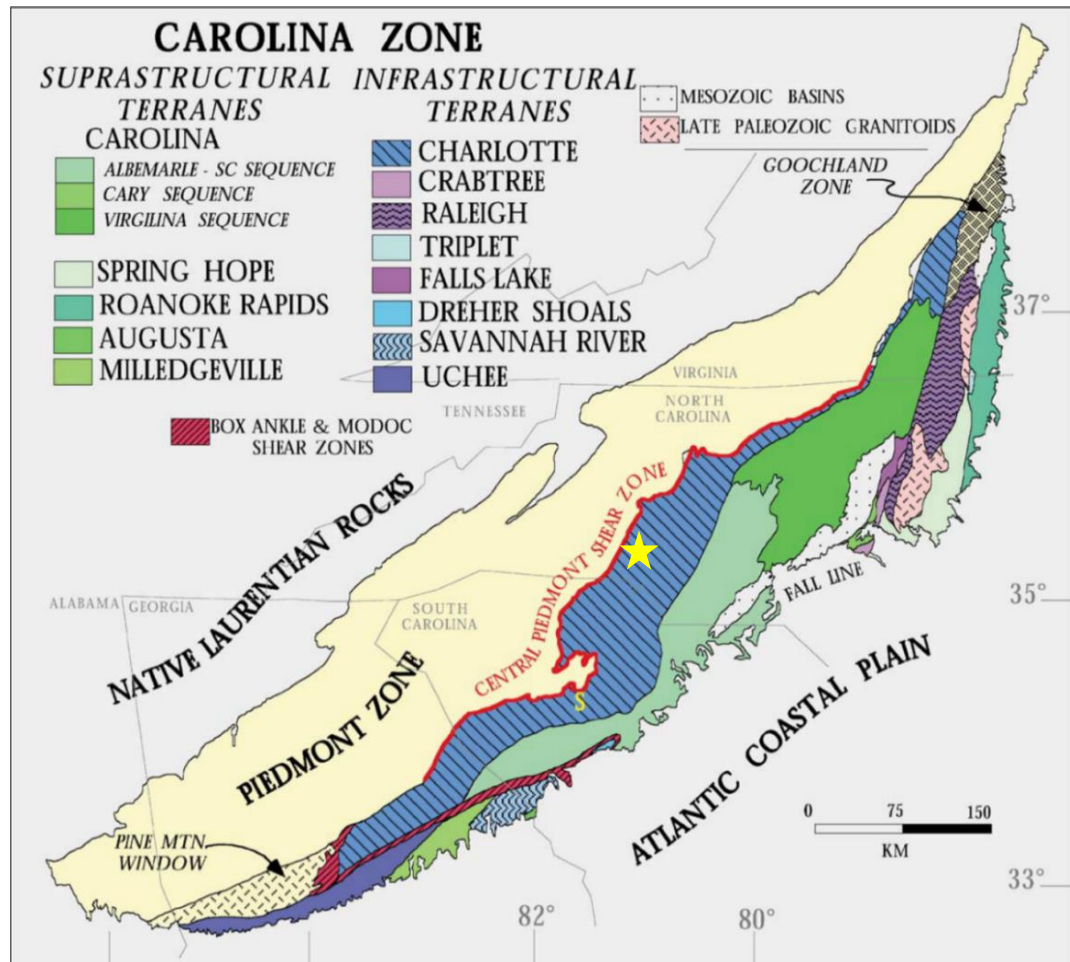 CAROLINA ZONE
SUPRASTRUCTURAL
TERRANES
CAROLINA
ALBEMARLE - SC SEQUENCE
CARY SEQUENCE
VIRGILINA SEQUENCE
SPRING HOPE
ROANOKE RAPIDS
AUGUSTA
MILLEDGEVILLE
INFRASTRUCTURAL
TERRANES
CHARLOTTE
CRABTREE
RALEIGH
TRIPLET
FALLS LAKE
DREHER SHOALS
SAVANNAH RIVER
UCHEE
BOX ANKLE & MODOC
SHEAR ZONES
MESOZOIC BASINS
LATE PALEOZOIC GRANITOIDS
GOOCHLAND
ZONE
37°
VIRGINIA
NORTH
CAROLINA
TENNESSEE
NATIVE LAURENTIAN ROCKS
CENTRAL PIEDMONT SHEAR ZONE
FALL LINE
35°
ALABAMA
GEORGIA
SOUTH
CAROLINA
S
PIEDMONT ZONE
ATLANTIC COASTAL PLAIN
PINE MTN.
WINDOW
0 75 150
KM
33°
82°
80°